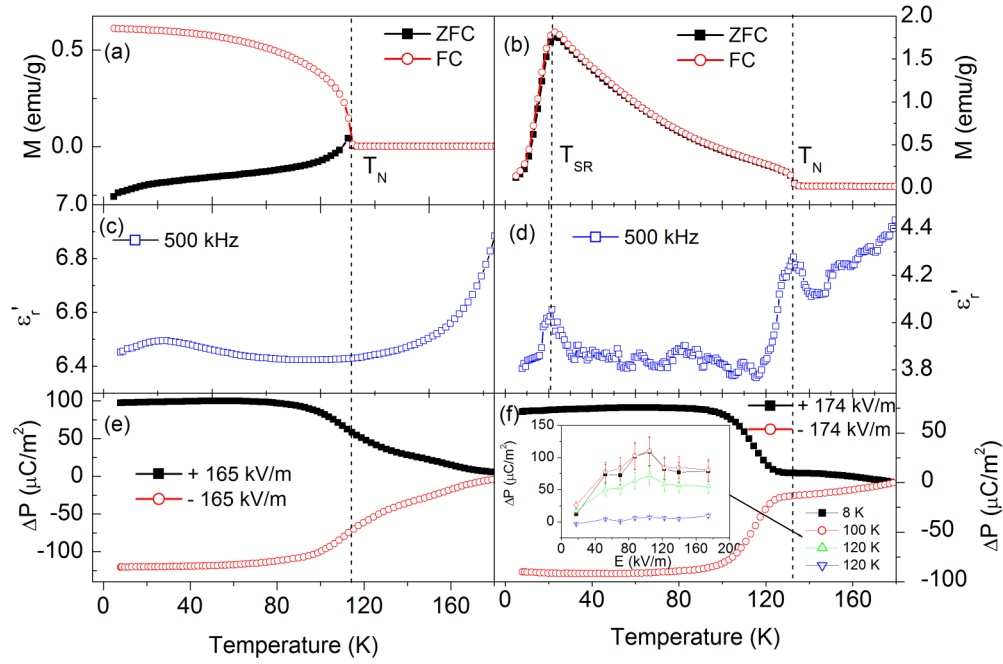 (a)
ZFC
FC
T_N
M (emu/g)
0.5
0.0
(b)
ZFC
FC
T_SR
T_N
M (emu/g)
2.0
1.5
1.0
0.5
0.0
(c)
500 kHz
ε_r'
7.0
6.8
6.6
6.4
(d)
500 kHz
ε_r'
4.4
4.2
4.0
3.8
(e)
+ 165 kV/m
- 165 kV/m
ΔP (μC/m²)
100
50
0
-50
-100
0 40 80 120 160
Temperature (K)
(f)
+ 174 kV/m
- 174 kV/m
ΔP (μC/m²)
150
100
50
0
0 40 80 120 160 200
E (kV/m)
8 K
100 K
120 K
120 K
ΔP (μC/m²)
50
0
-50
-100
0 40 80 120 160
Temperature (K)